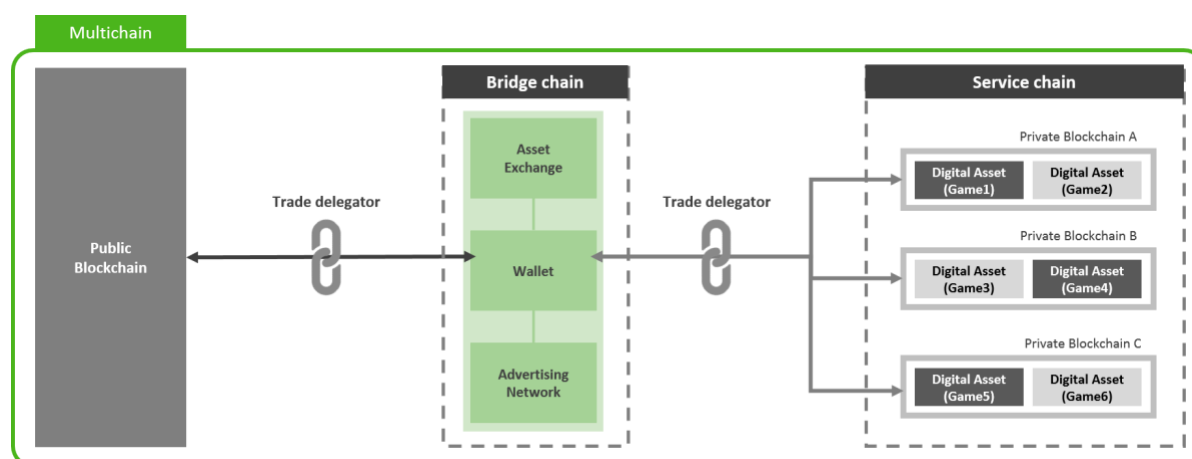 Multichain
Public
Blockchain
Trade delegator
Bridge chain
Asset
Exchange
Wallet
Advertising
Network
Trade delegator
Service chain
Private Blockchain A
Digital Asset
(Game1)
Digital Asset
(Game2)
Private Blockchain B
Digital Asset
(Game3)
Digital Asset
(Game4)
Private Blockchain C
Digital Asset
(Game5)
Digital Asset
(Game6)